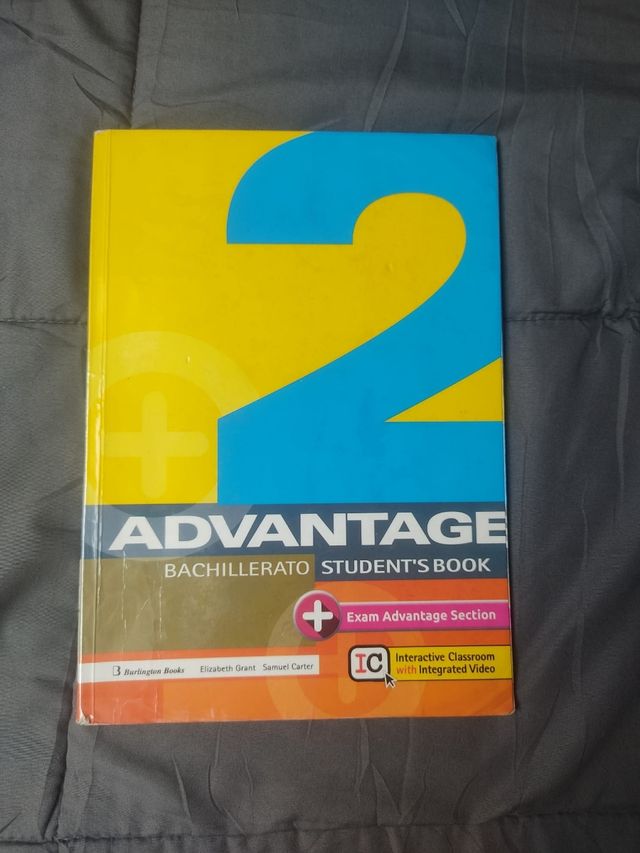 2
ADVANTAGE
BACHILLERATO STUDENT'S BOOK
Exam Advantage Section
B Burlington Books Elizabeth Grant Samuel Carter
IC Interactive Classroom
with Integrated Video